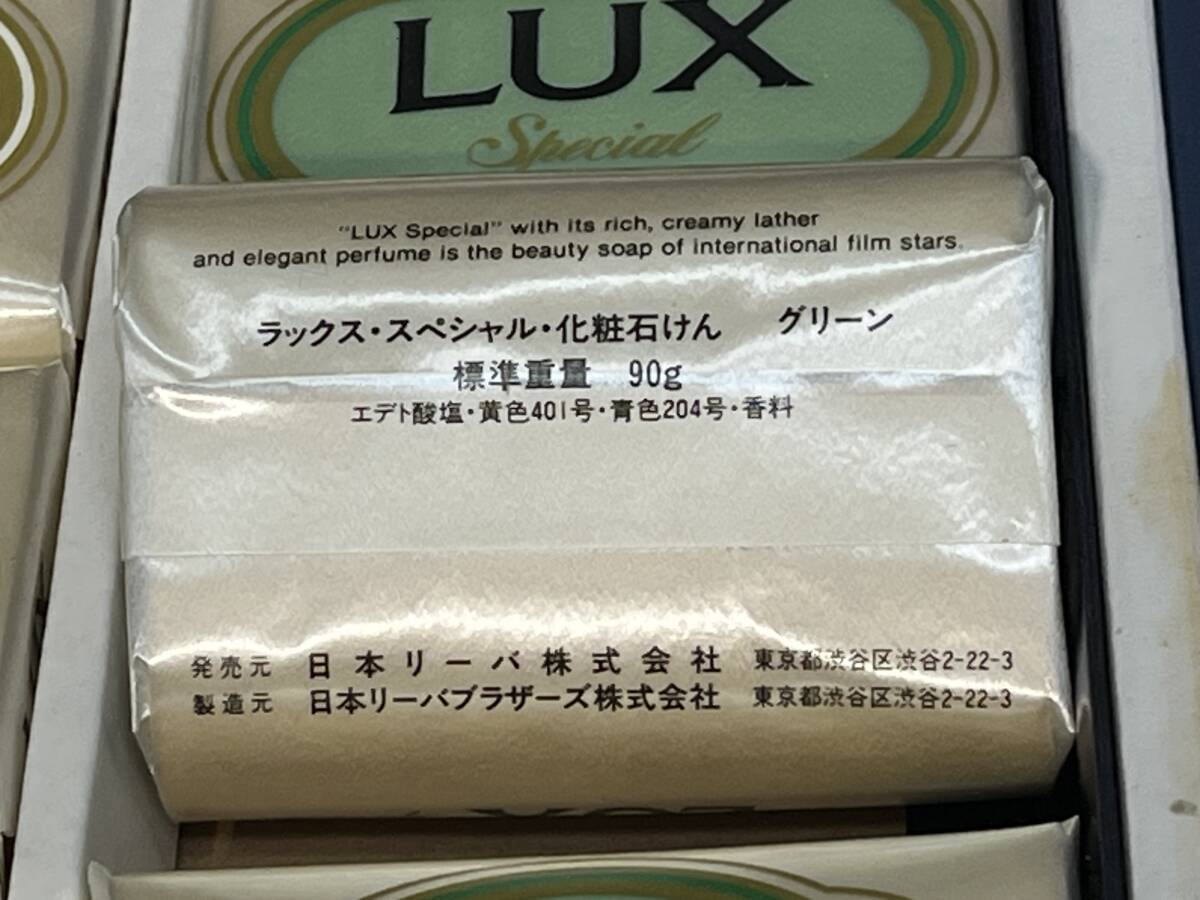 LUX
Special
"LUX Special" with its rich, creamy lather
and elegant perfume is the beauty soap of international film stars.
ラックス・スペシャル・化粧石けん　グリーン
標準重量　90g
エデト酸塩・黄色401号・青色204号・香料
発売元　日本リーバ株式会社　東京都渋谷区渋谷2-22-3
製造元　日本リーバブラザーズ株式会社　東京都渋谷区渋谷2-22-3